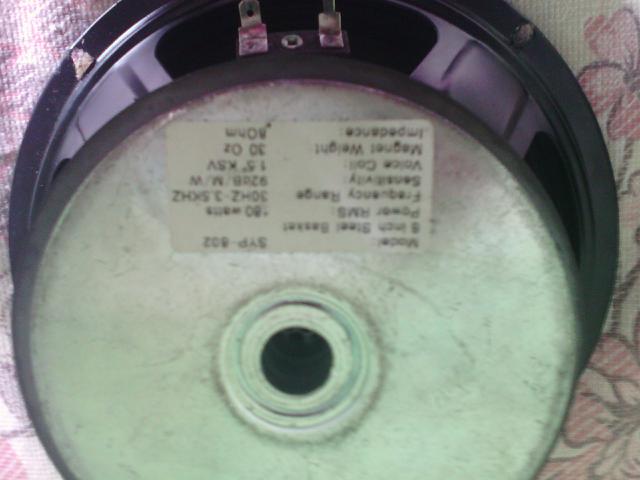 Model: SYP-802
8 inch Steel Basket
Power RMS: 180 watts
Frequency Range 30HZ-3.5KHZ
Sensitivity: 92dB/M/W
Voice Coil: 1.5" KSV
Magnet Weight: 30 Oz
Impedance: 8Ohm